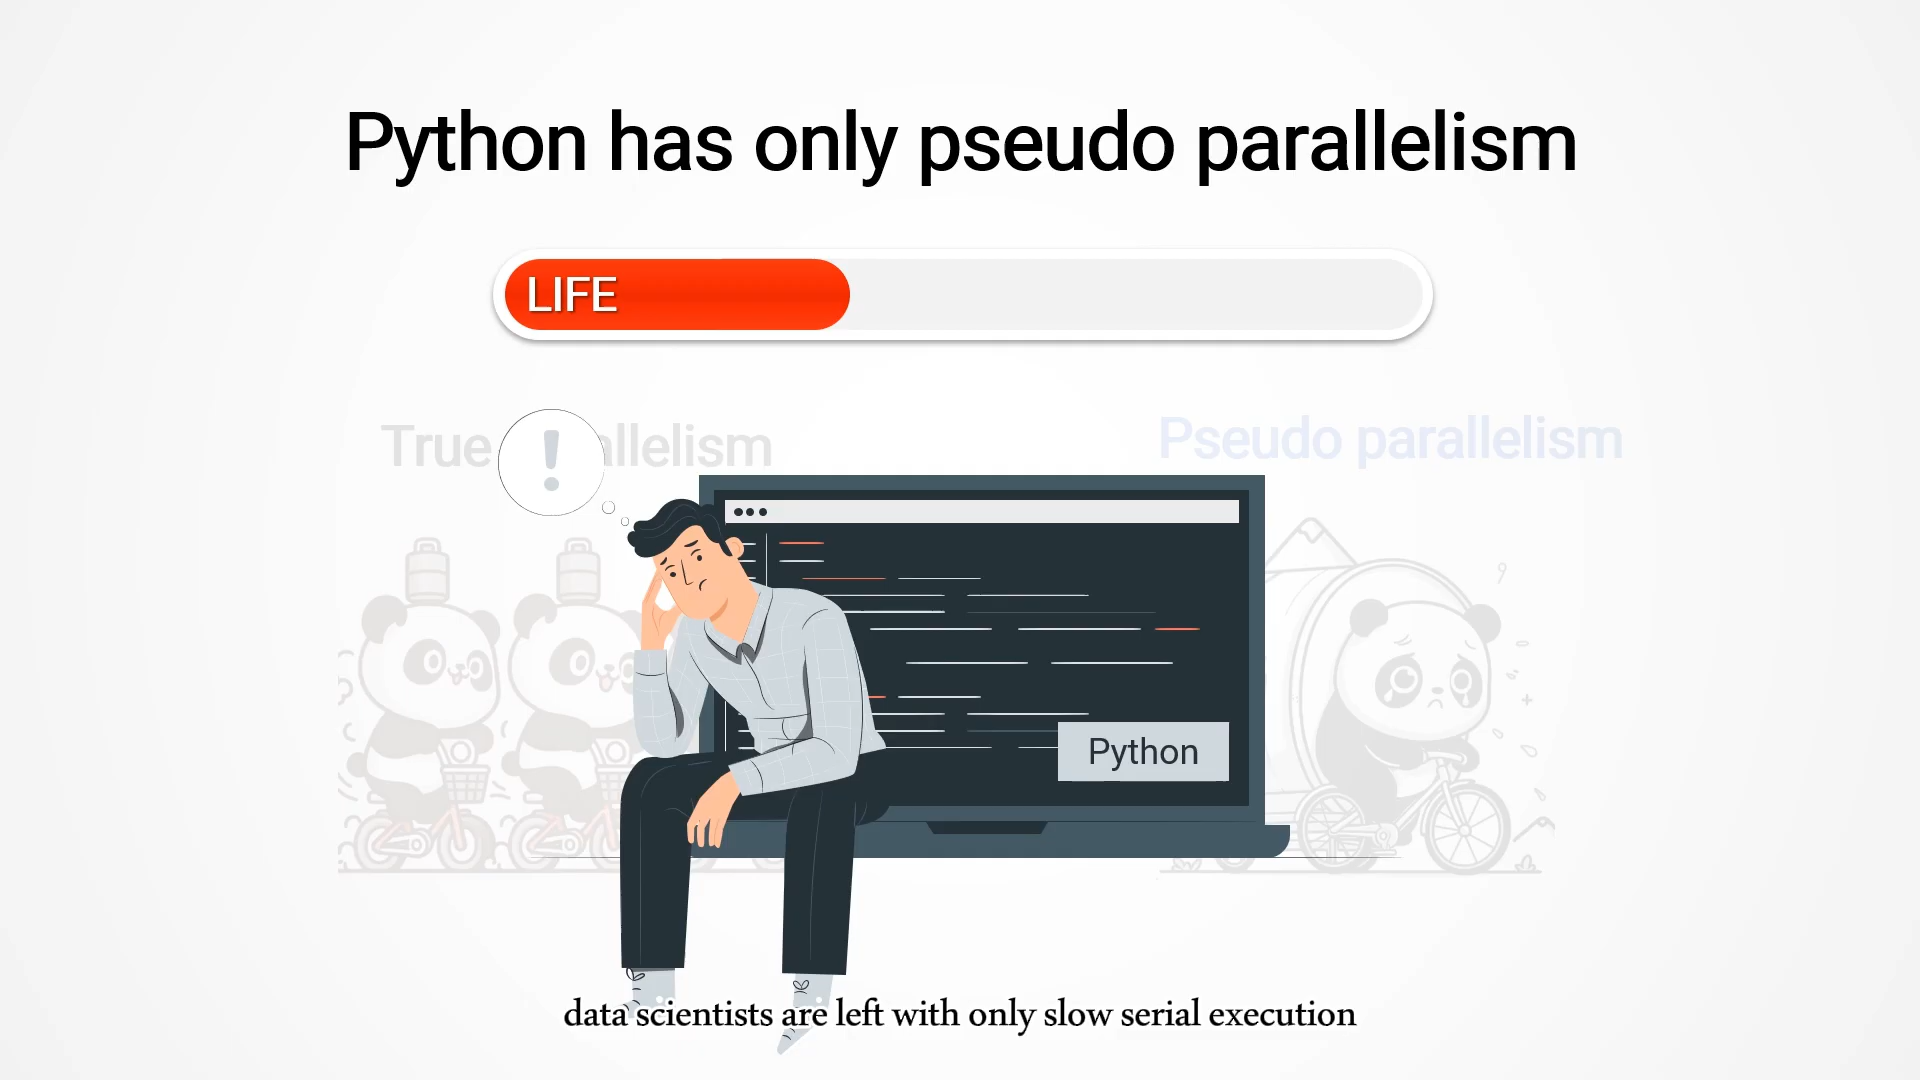 Python has only pseudo parallelism
LIFE
True parallelism
Pseudo parallelism
!
Python
data scientists are left with only slow serial execution